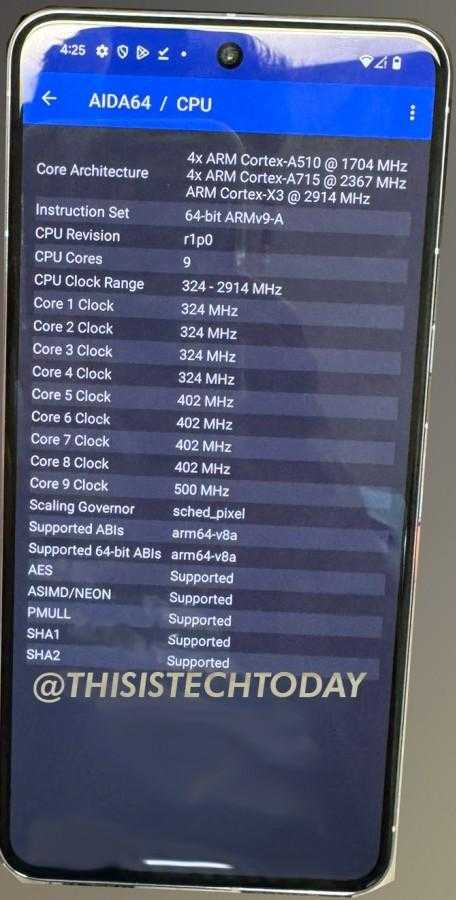 4:25
AIDA64 / CPU
Core Architecture 4x ARM Cortex-A510 @ 1704 MHz
4x ARM Cortex-A715 @ 2367 MHz
ARM Cortex-X3 @ 2914 MHz
Instruction Set 64-bit ARMv9-A
CPU Revision r1p0
CPU Cores 9
CPU Clock Range 324 - 2914 MHz
Core 1 Clock 324 MHz
Core 2 Clock 324 MHz
Core 3 Clock 324 MHz
Core 4 Clock 324 MHz
Core 5 Clock 402 MHz
Core 6 Clock 402 MHz
Core 7 Clock 402 MHz
Core 8 Clock 402 MHz
Core 9 Clock 500 MHz
Scaling Governor sched_pixel
Supported ABIs arm64-v8a
Supported 64-bit ABIs arm64-v8a
AES Supported
ASIMD/NEON Supported
PMULL Supported
SHA1 Supported
SHA2 Supported
@THISISTECHTODAY